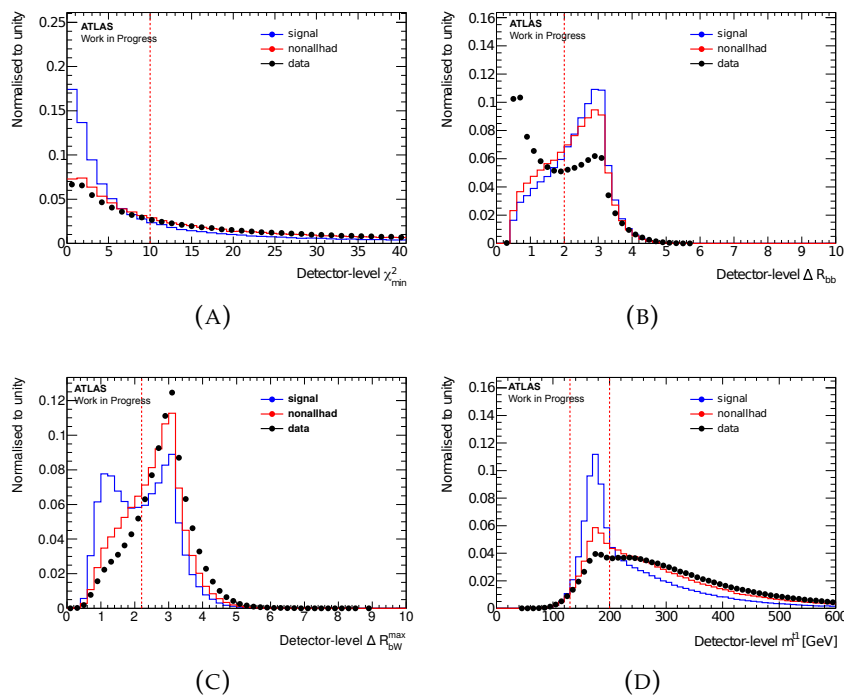 Normalised to unity
0.25
0.2
0.15
0.1
0.05
0
ATLAS
Work in Progress
signal
nonallhad
data
0 5 10 15 20 25 30 35 40
Detector-level χ²min
(A)
Normalised to unity
0.16
0.14
0.12
0.1
0.08
0.06
0.04
0.02
0
ATLAS
Work in Progress
signal
nonallhad
data
0 1 2 3 4 5 6 7 8 9 10
Detector-level Δ Rbb
(B)
Normalised to unity
0.12
0.1
0.08
0.06
0.04
0.02
0
ATLAS
Work in Progress
signal
nonallhad
data
0 1 2 3 4 5 6 7 8 9 10
Detector-level Δ RbW max
(C)
Normalised to unity
0.16
0.14
0.12
0.1
0.08
0.06
0.04
0.02
0
ATLAS
Work in Progress
signal
nonallhad
data
0 100 200 300 400 500 600
Detector-level mt1 [GeV]
(D)